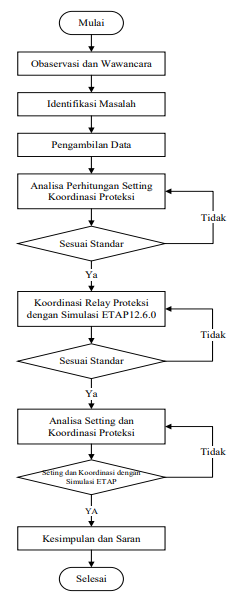 Mulai
Obaservasi dan Wawancara
Identifikasi Masalah
Pengambilan Data
Analisa Perhitungan Setting
Koordinasi Proteksi
Tidak
Sesuai Standar
Ya
Koordinasi Relay Proteksi
dengan Simulasi ETAP12.6.0
Tidak
Sesuai Standar
Ya
Analisa Setting dan
Koordinasi Proteksi
Tidak
Seting dan Koordinasi dengan
Simulasi ETAP
YA
Kesimpulan dan Saran
Selesai